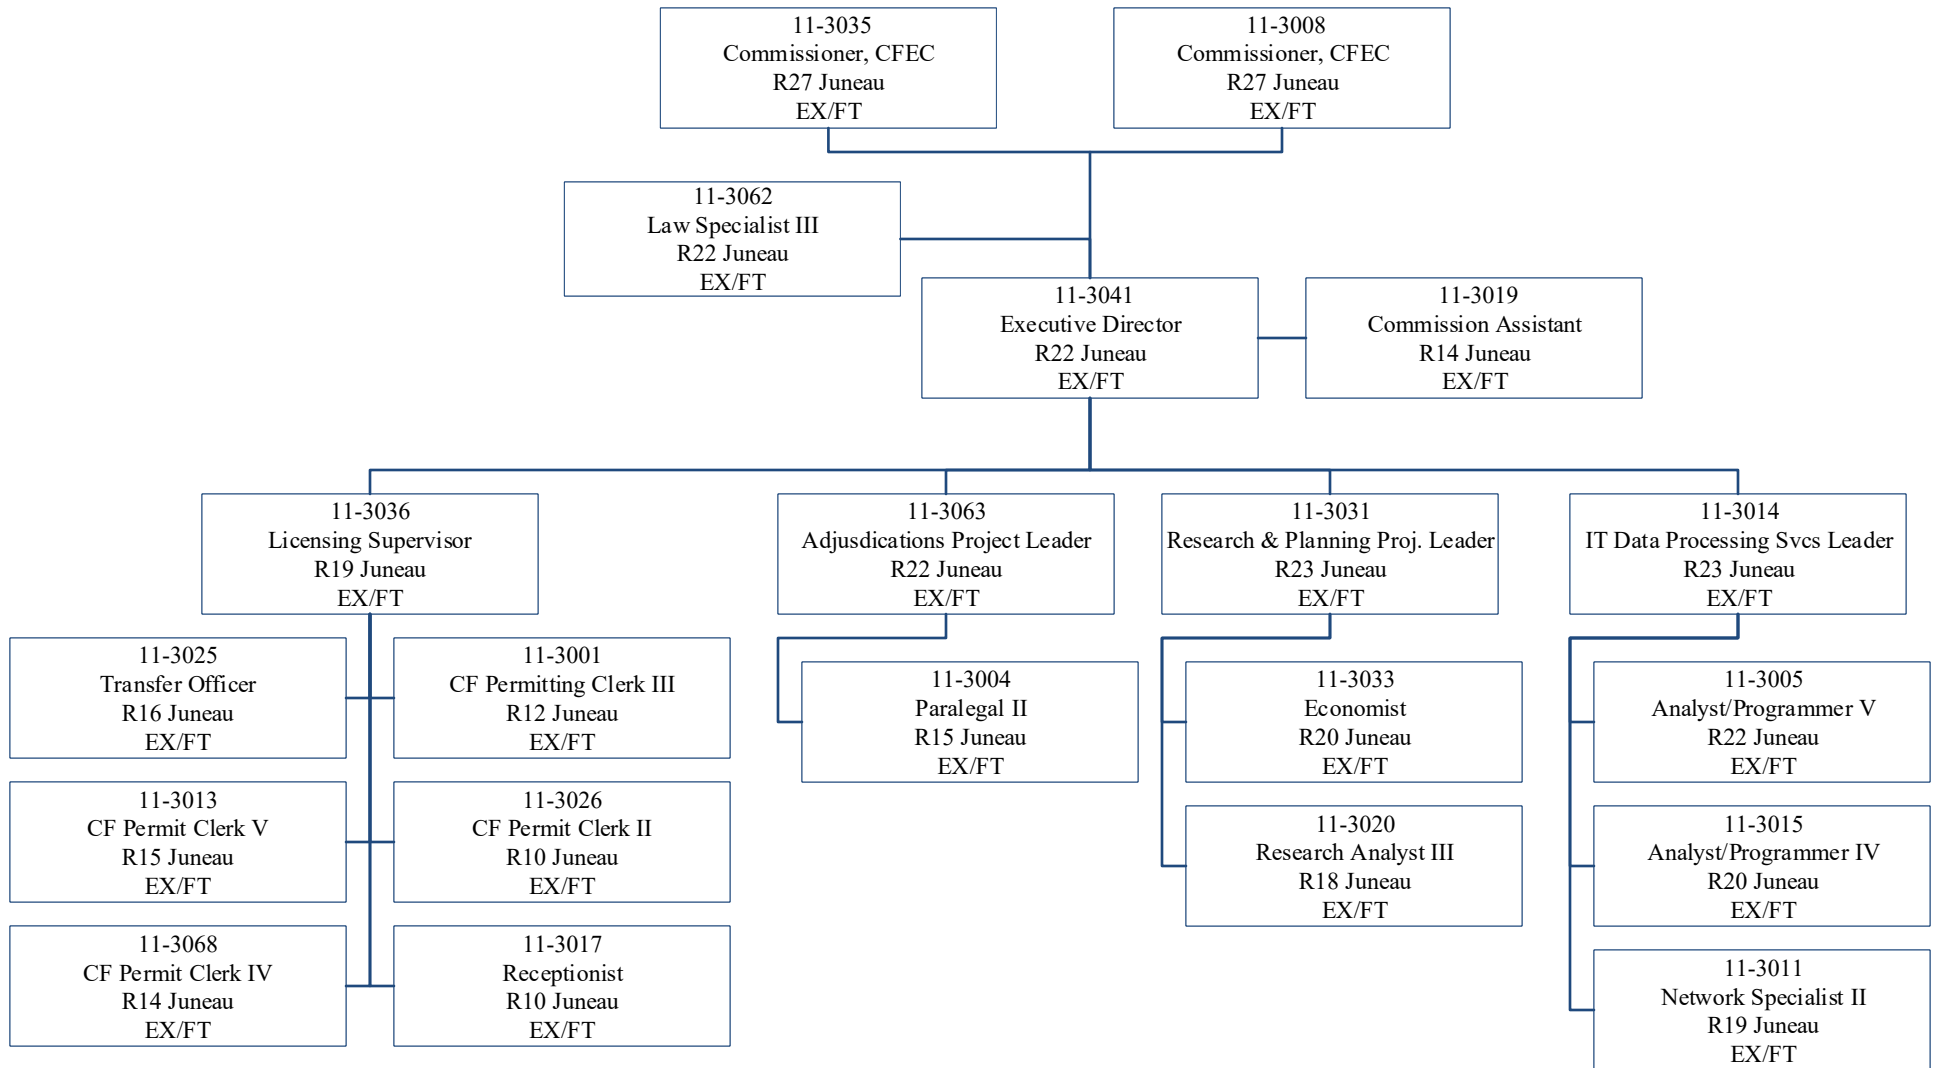 11-3035
Commissioner, CFEC
R27 Juneau
EX/FT
11-3008
Commissioner, CFEC
R27 Juneau
EX/FT
11-3062
Law Specialist III
R22 Juneau
EX/FT
11-3041
Executive Director
R22 Juneau
EX/FT
11-3019
Commission Assistant
R14 Juneau
EX/FT
11-3036
Licensing Supervisor
R19 Juneau
EX/FT
11-3063
Adjusdications Project Leader
R22 Juneau
EX/FT
11-3031
Research & Planning Proj. Leader
R23 Juneau
EX/FT
11-3014
IT Data Processing Svcs Leader
R23 Juneau
EX/FT
11-3025
Transfer Officer
R16 Juneau
EX/FT
11-3001
CF Permitting Clerk III
R12 Juneau
EX/FT
11-3013
CF Permit Clerk V
R15 Juneau
EX/FT
11-3026
CF Permit Clerk II
R10 Juneau
EX/FT
11-3068
CF Permit Clerk IV
R14 Juneau
EX/FT
11-3017
Receptionist
R10 Juneau
EX/FT
11-3004
Paralegal II
R15 Juneau
EX/FT
11-3033
Economist
R20 Juneau
EX/FT
11-3020
Research Analyst III
R18 Juneau
EX/FT
11-3005
Analyst/Programmer V
R22 Juneau
EX/FT
11-3015
Analyst/Programmer IV
R20 Juneau
EX/FT
11-3011
Network Specialist II
R19 Juneau
EX/FT